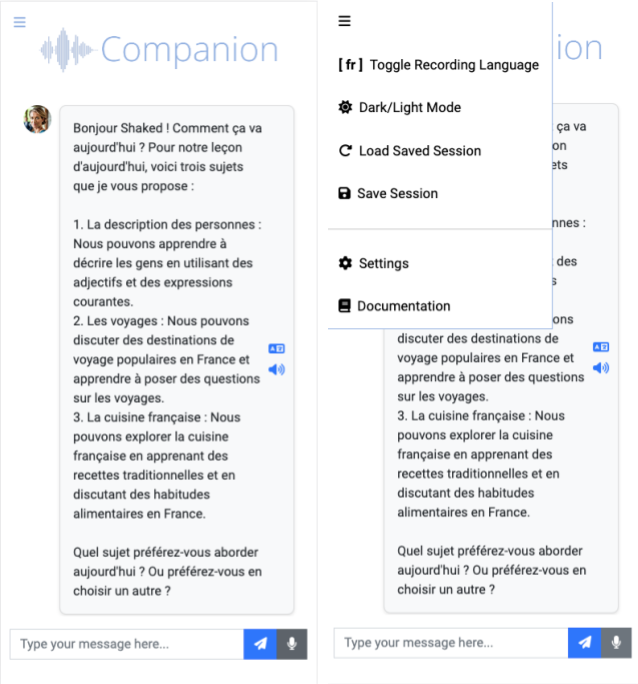 Companion
Bonjour Shaked ! Comment ça va
aujourd'hui ? Pour notre leçon
d'aujourd'hui, voici trois sujets
que je vous propose :
1. La description des personnes :
Nous pouvons apprendre à
décrire les gens en utilisant des
adjectifs et des expressions
courantes.
2. Les voyages : Nous pouvons
discuter des destinations de
voyage populaires en France et
apprendre à poser des questions
sur les voyages.
3. La cuisine française : Nous
pouvons explorer la cuisine
française en apprenant des
recettes traditionnelles et en
discutant des habitudes
alimentaires en France.
Quel sujet préférez-vous aborder
aujourd'hui ? Ou préférez-vous en
choisir un autre ?
Type your message here...
ion
[ fr ] Toggle Recording Language
Dark/Light Mode
Load Saved Session
Save Session
Settings
Documentation
ça va
on
ets
nnes :
des
s
ons
discuter des destinations de
voyage populaires en France et
apprendre à poser des questions
sur les voyages.
3. La cuisine française : Nous
pouvons explorer la cuisine
française en apprenant des
recettes traditionnelles et en
discutant des habitudes
alimentaires en France.
Quel sujet préférez-vous aborder
aujourd'hui ? Ou préférez-vous en
choisir un autre ?
Type your message here...